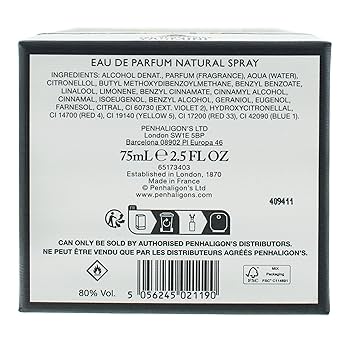 EAU DE PARFUM NATURAL SPRAY
INGREDIENTS: ALCOHOL DENAT., PARFUM (FRAGRANCE), AQUA (WATER),
CITRONELLOL, BUTYL METHOXYDIBENZOYLMETHANE, BENZYL BENZOATE,
LINALOOL, LIMONENE, BENZYL CINNAMATE, CINNAMYL ALCOHOL,
CINNAMAL, ISOEUGENOL, BENZYL ALCOHOL, GERANIOL, EUGENOL,
FARNESOL, CITRAL, CI 60730 (EXT. VIOLET 2), HYDROXYCITRONELLAL,
CI 14700 (RED 4), CI 19140 (YELLOW 5), CI 17200 (RED 33), CI 42090 (BLUE 1).
PENHALIGON'S LTD
London SW1E 5BP
Barcelona 08902 Pl Europa 46
75mL ℮ 2.5 FL OZ
65173403
Established in London, 1870
Made in France
© Penhaligon's Ltd
www.penhaligons.com
409411
CAN ONLY BE SOLD BY AUTHORISED PENHALIGON'S DISTRIBUTORS.
NE PEUT ÊTRE VENDU QUE PAR LES DISTRIBUTEURS AGRÉÉS PENHALIGON'S.
80% Vol.
5 056245 021190
FSC
MIX
Packaging
FSC® C114801